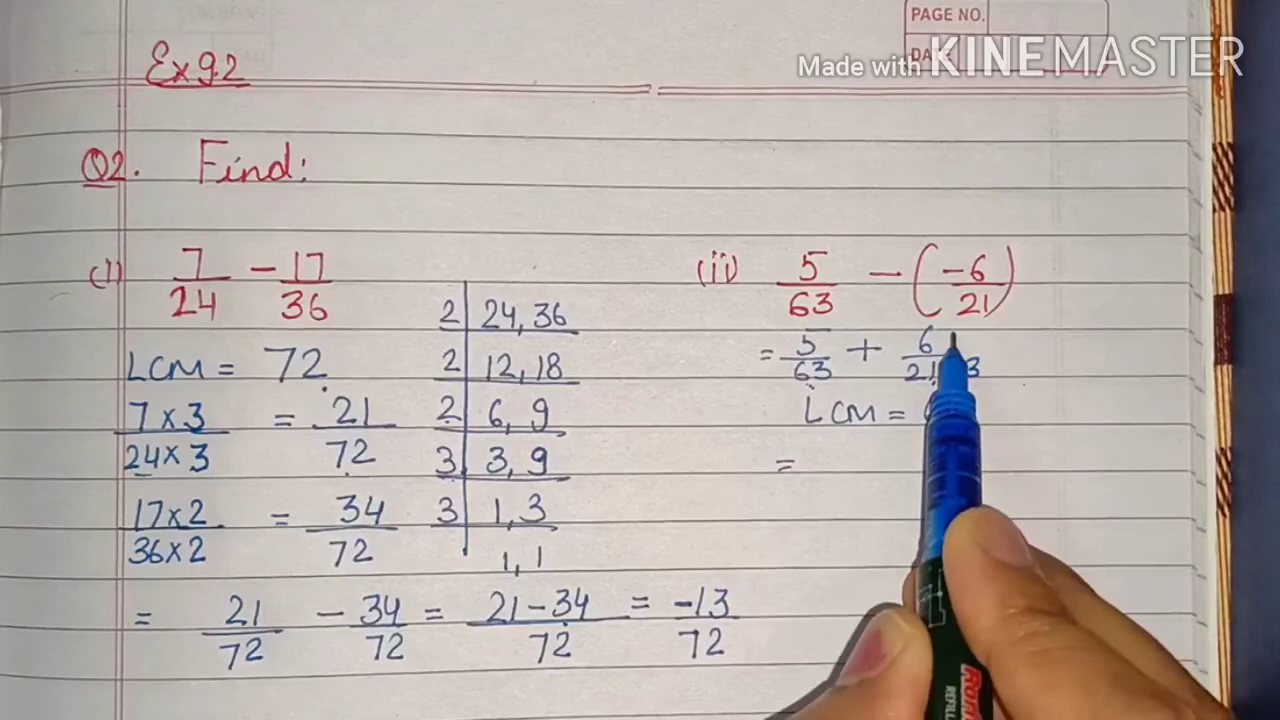 PAGE NO.
DATE
Made with KINEMASTER
Ex 9.2
Q2. Find:
(i) 7/24 - 17/36
2 | 24, 36
2 | 12, 18
2 | 6, 9
3 | 3, 9
3 | 1, 3
1, 1
LCM = 72
7 x 3 / 24 x 3 = 21/72
17 x 2 / 36 x 2 = 34/72
= 21/72 - 34/72 = 21 - 34 / 72 = -13/72
(ii) 5/63 - (-6/21)
= 5/63 + 6/21
LCM =
=
ROR
REFILL